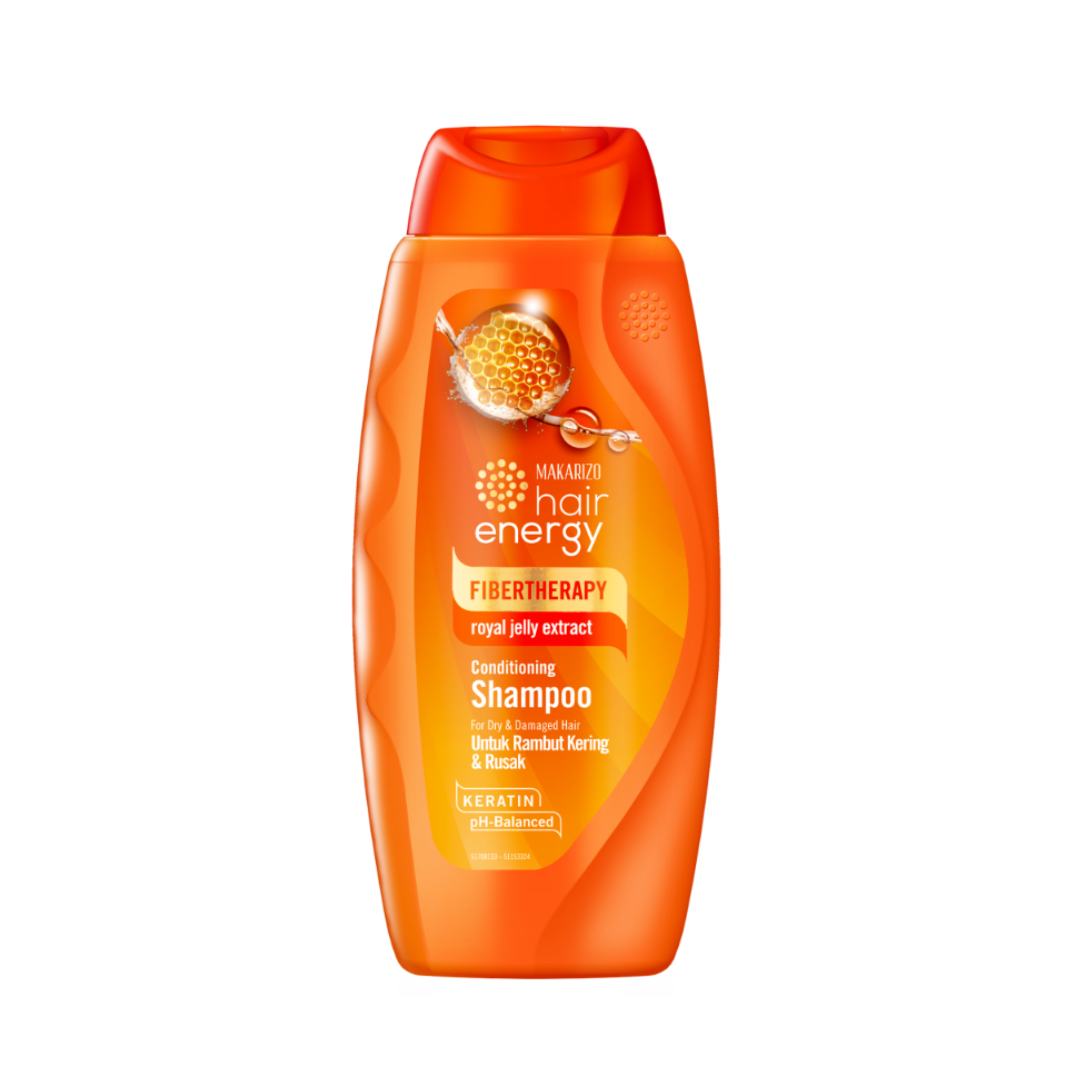 MAKARIZO
hair
energy
FIBERTHERAPY
royal jelly extract
Conditioning
Shampoo
For Dry & Damaged Hair
Untuk Rambut Kering
& Rusak
KERATIN
pH-Balanced